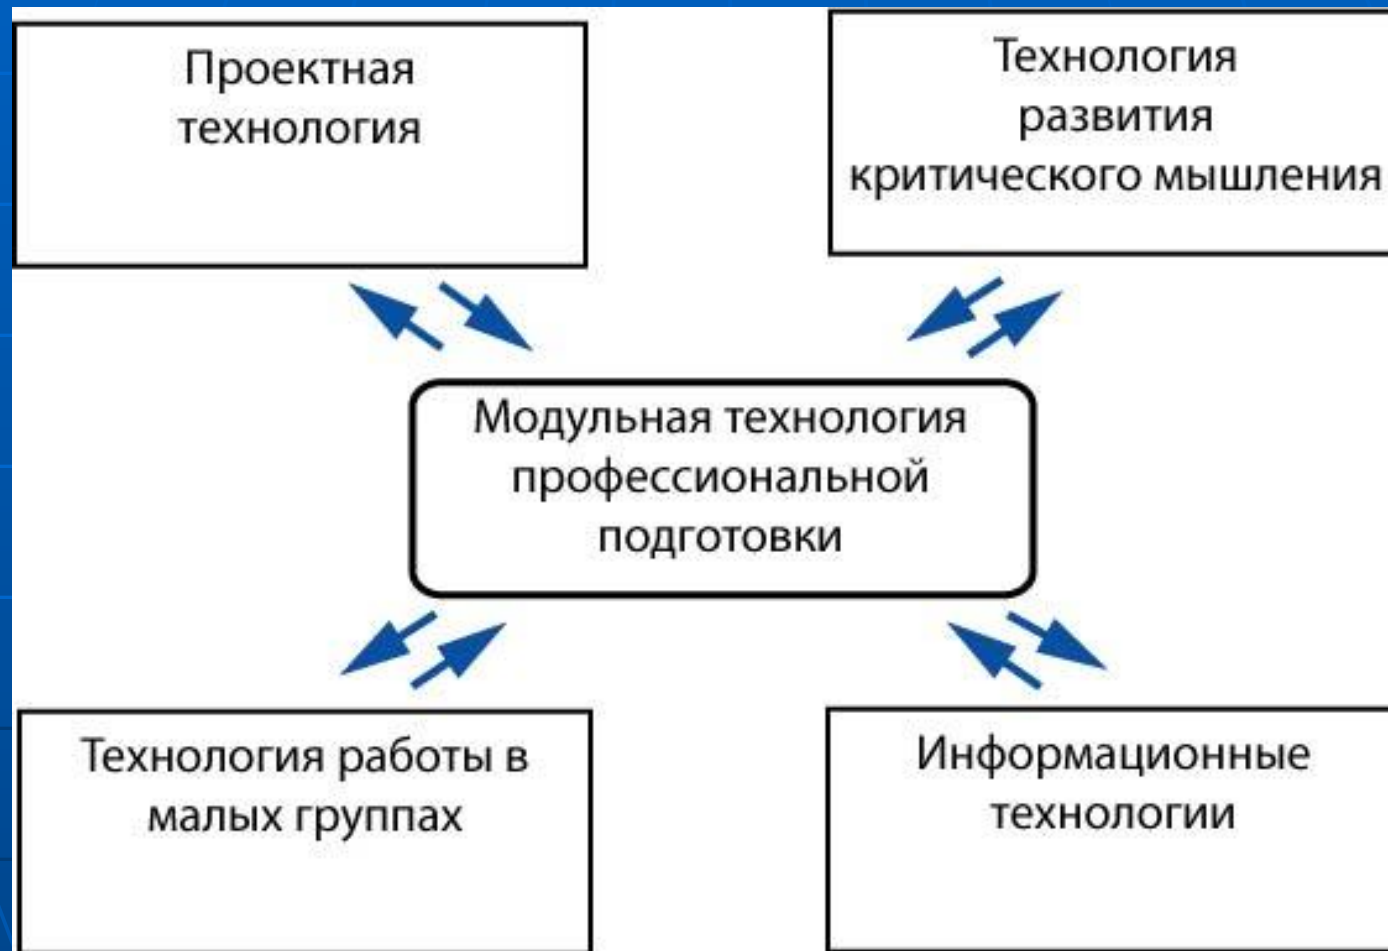 Проектная
технология
Технология
развития
критического мышления
Модульная технология
профессиональной
подготовки
Технология работы в
малых группах
Информационные
технологии